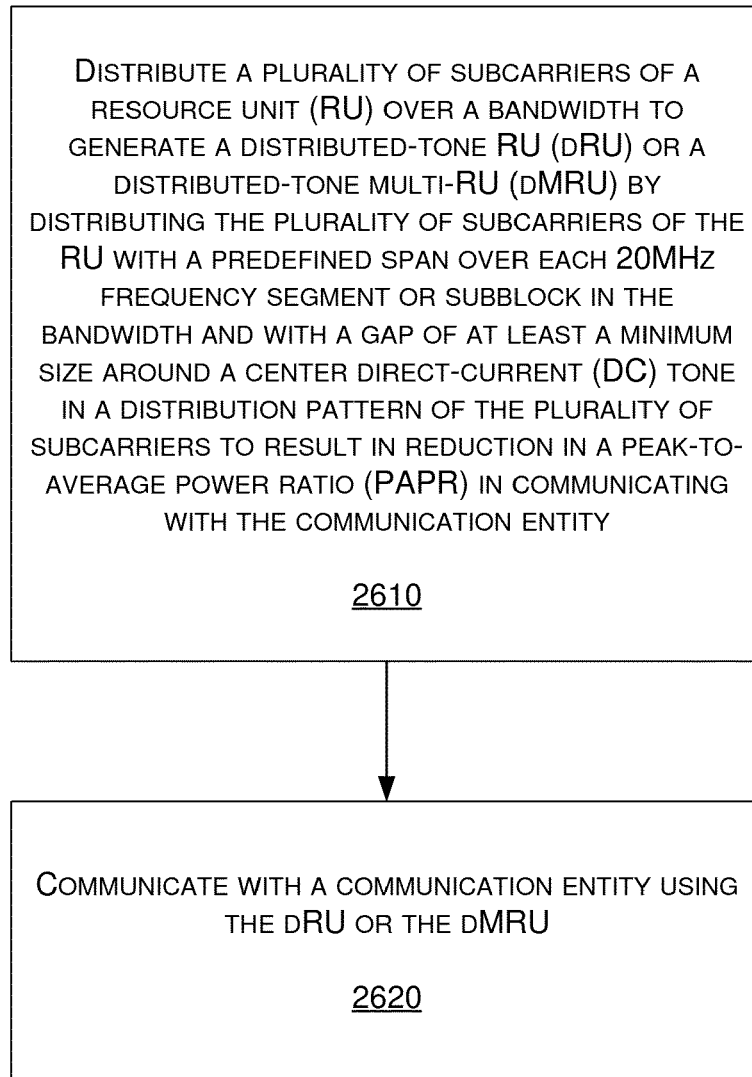 DISTRIBUTE A PLURALITY OF SUBCARRIERS OF A
RESOURCE UNIT (RU) OVER A BANDWIDTH TO
GENERATE A DISTRIBUTED-TONE RU (DRU) OR A
DISTRIBUTED-TONE MULTI-RU (DMRU) BY
DISTRIBUTING THE PLURALITY OF SUBCARRIERS OF THE
RU WITH A PREDEFINED SPAN OVER EACH 20MHZ
FREQUENCY SEGMENT OR SUBBLOCK IN THE
BANDWIDTH AND WITH A GAP OF AT LEAST A MINIMUM
SIZE AROUND A CENTER DIRECT-CURRENT (DC) TONE
IN A DISTRIBUTION PATTERN OF THE PLURALITY OF
SUBCARRIERS TO RESULT IN REDUCTION IN A PEAK-TO-
AVERAGE POWER RATIO (PAPR) IN COMMUNICATING
WITH THE COMMUNICATION ENTITY
2610
COMMUNICATE WITH A COMMUNICATION ENTITY USING
THE DRU OR THE DMRU
2620